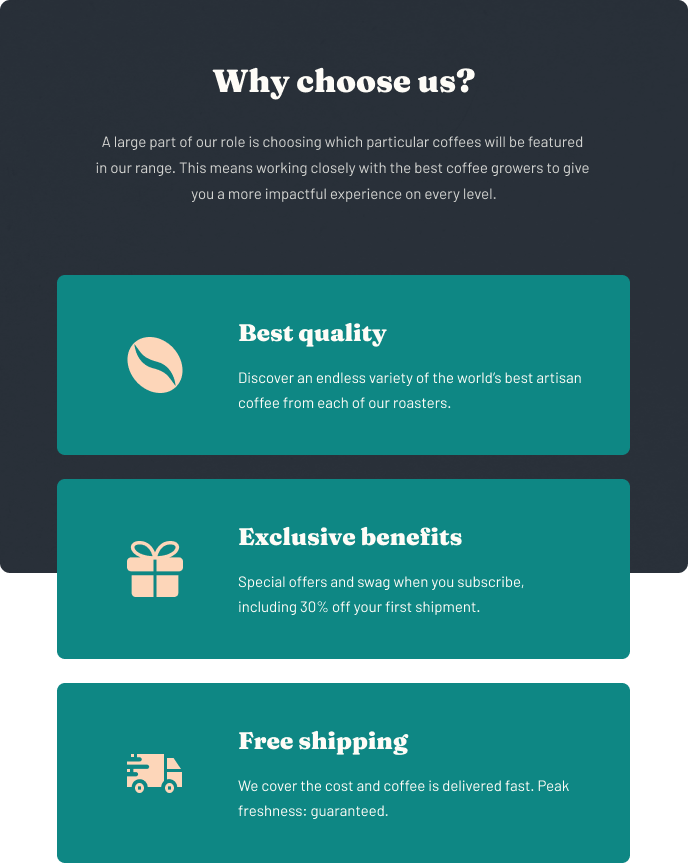 Why choose us?
A large part of our role is choosing which particular coffees will be featured
in our range. This means working closely with the best coffee growers to give
you a more impactful experience on every level.
Best quality
Discover an endless variety of the world’s best artisan
coffee from each of our roasters.
Exclusive benefits
Special offers and swag when you subscribe,
including 30% off your first shipment.
Free shipping
We cover the cost and coffee is delivered fast. Peak
freshness: guaranteed.